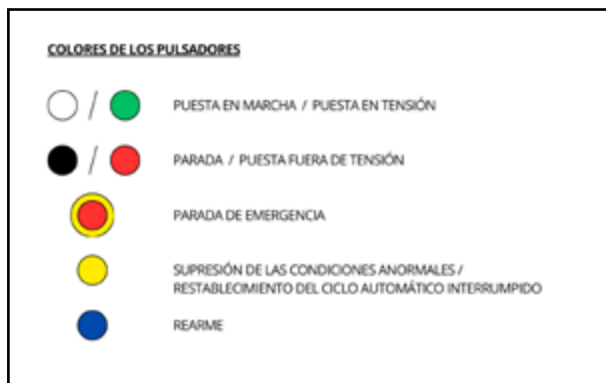 COLORES DE LOS PULSADORES
/ PUESTA EN MARCHA / PUESTA EN TENSIÓN
/ PARADA / PUESTA FUERA DE TENSIÓN
PARADA DE EMERGENCIA
SUPRESIÓN DE LAS CONDICIONES ANORMALES /
RESTABLECIMIENTO DEL CICLO AUTOMÁTICO INTERRUMPIDO
REARME